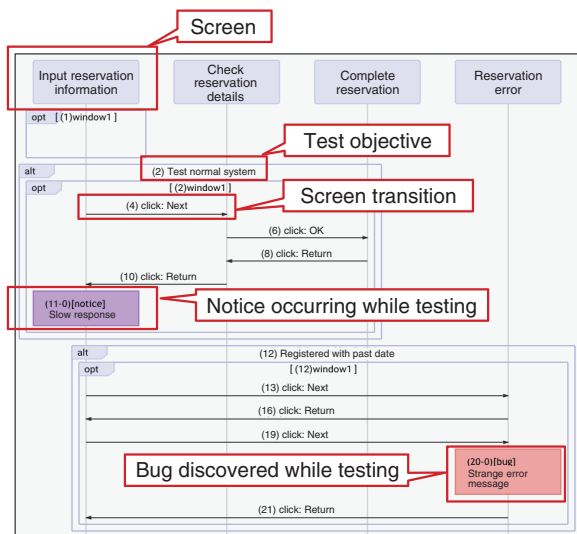 Screen
Input reservation
information
Check
reservation
details
Complete
reservation
Reservation
error
opt [ (1)window1 ]
Test objective
alt (2) Test normal system
opt [ (2)window1 ]
Screen transition
(4) click: Next
(6) click: OK
(8) click: Return
(10) click: Return
(11-0)[notice]
Slow response
Notice occurring while testing
alt (12) Registered with past date
opt [ (12)window1 ]
(13) click: Next
(16) click: Return
(19) click: Next
Bug discovered while testing
(20-0)[bug]
Strange error
message
(21) click: Return